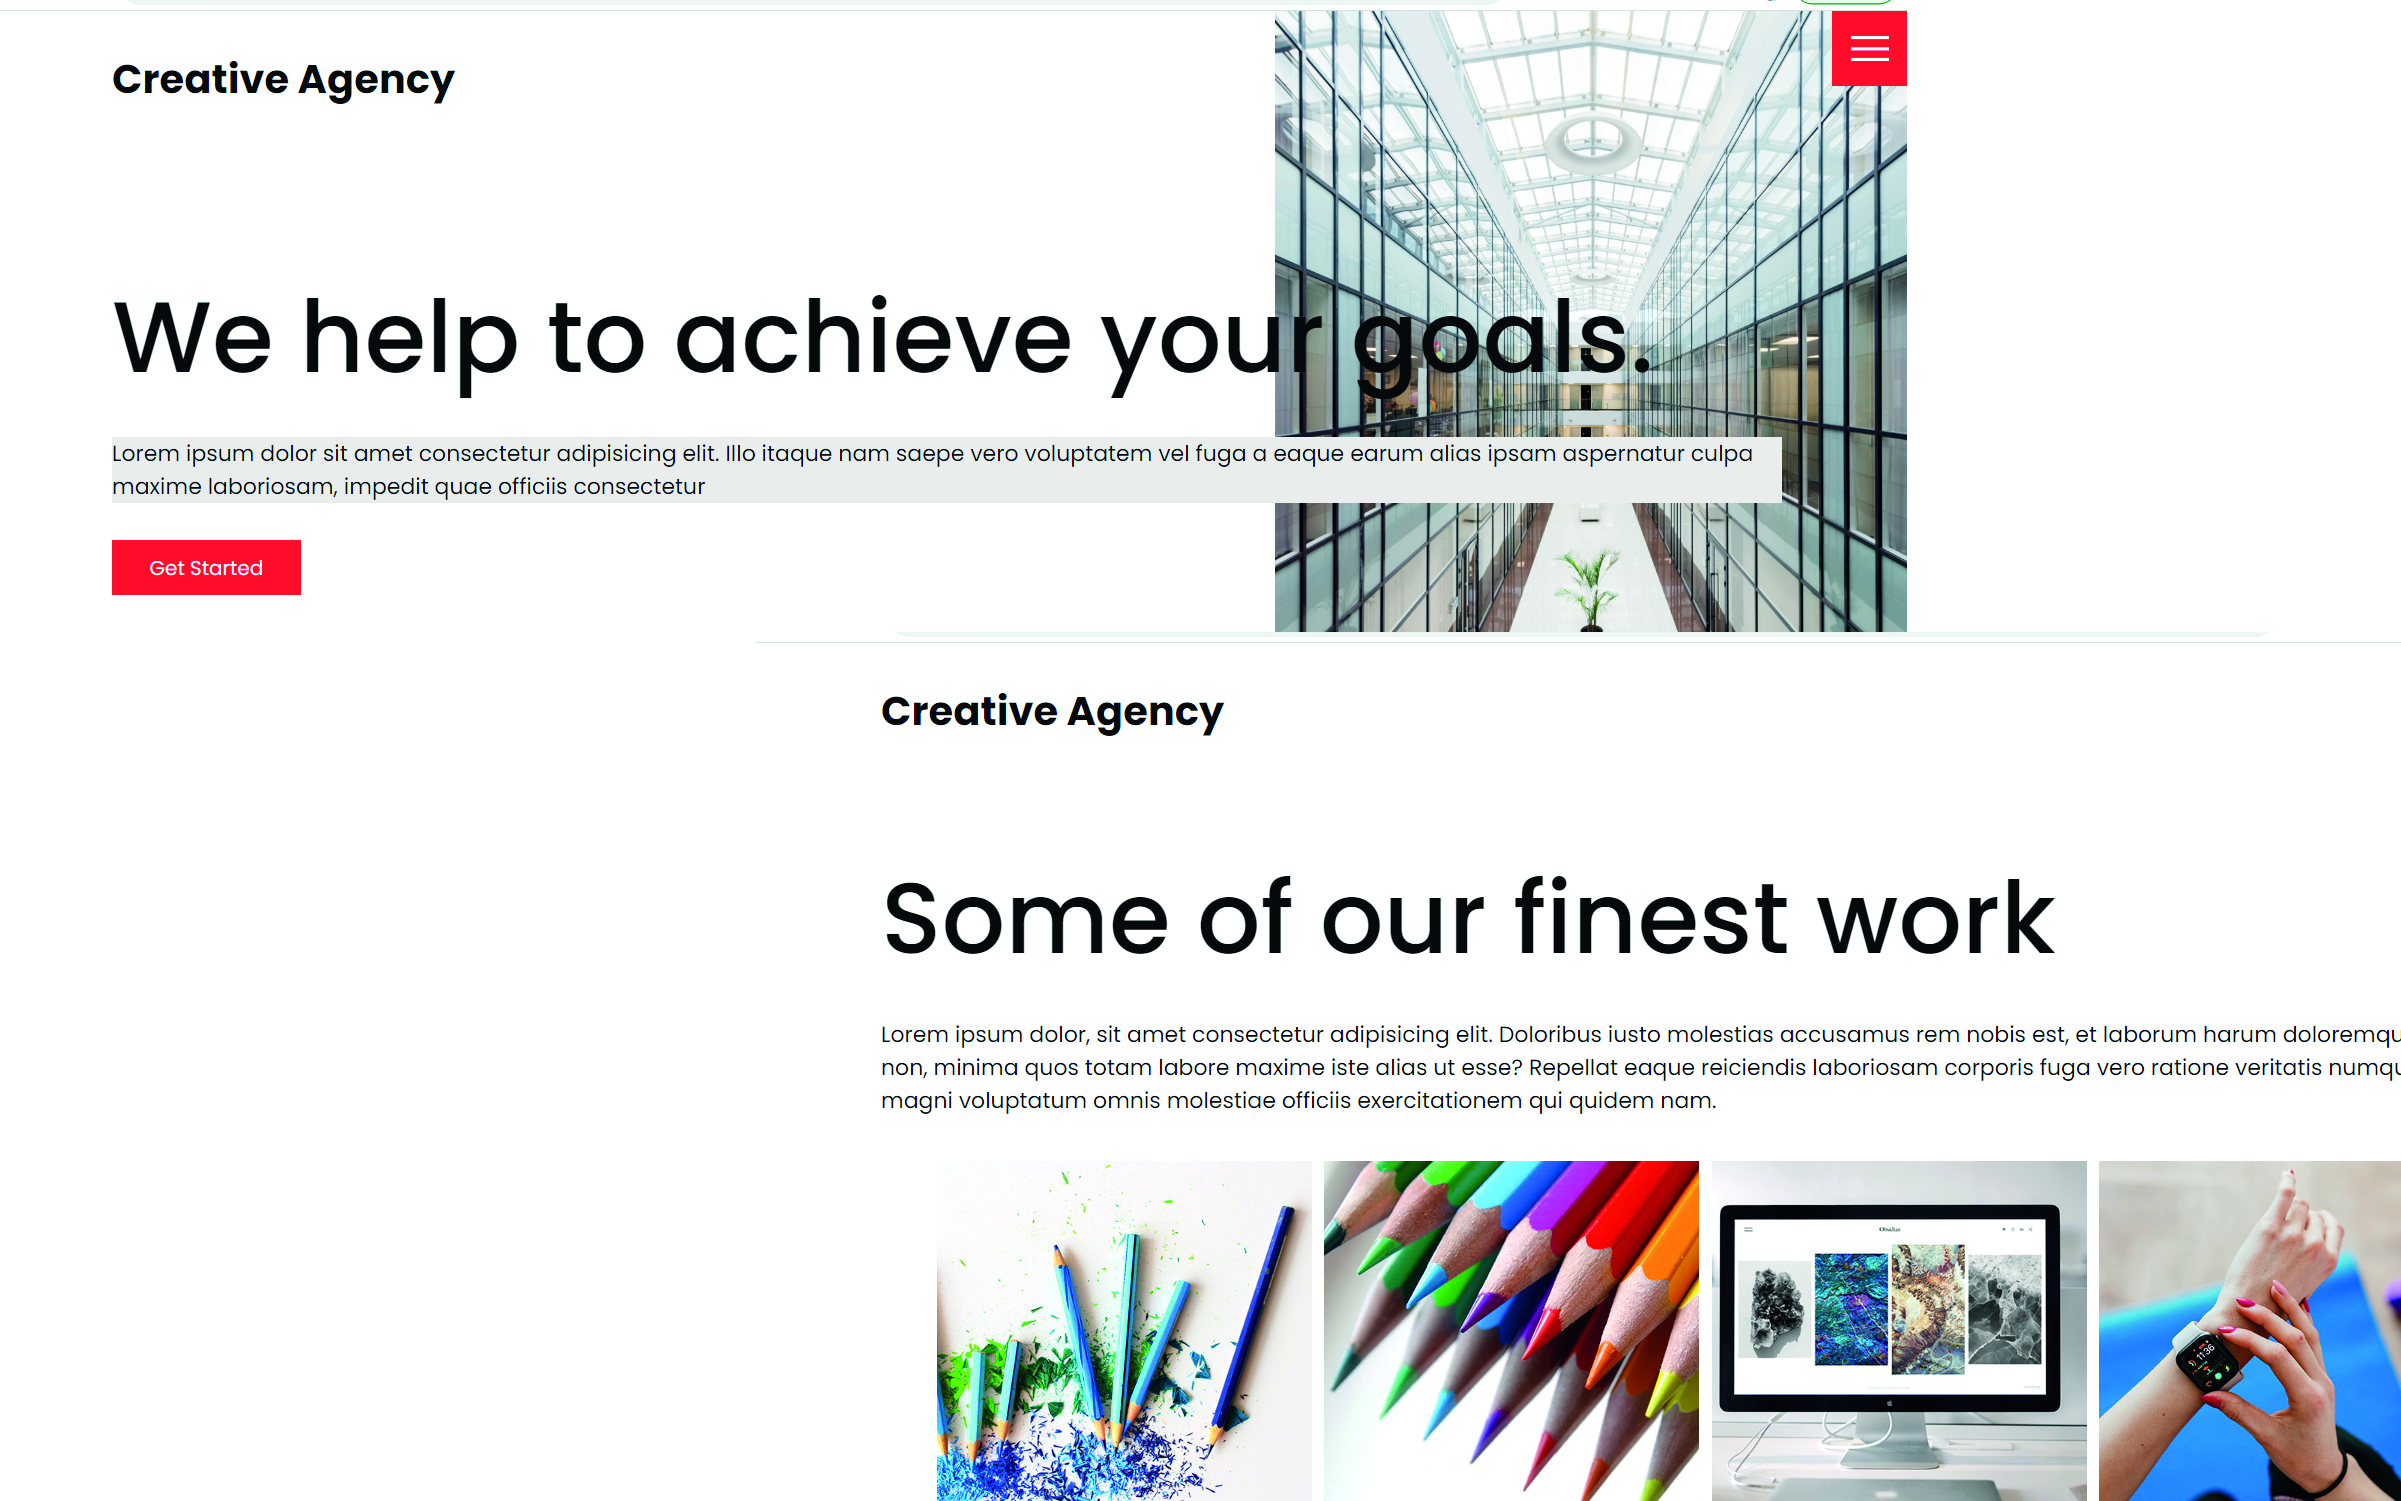 Creative Agency
We help to achieve your goals.
Lorem ipsum dolor sit amet consectetur adipisicing elit. Illo itaque nam saepe vero voluptatem vel fuga a eaque earum alias ipsam aspernatur culpa
maxime laboriosam, impedit quae officiis consectetur
Get Started
Creative Agency
Some of our finest work
Lorem ipsum dolor, sit amet consectetur adipisicing elit. Doloribus iusto molestias accusamus rem nobis est, et laborum harum doloremqu
non, minima quos totam labore maxime iste alias ut esse? Repellat eaque reiciendis laboriosam corporis fuga vero ratione veritatis numqu
magni voluptatum omnis molestiae officiis exercitationem qui quidem nam.
Obsidian
11:36